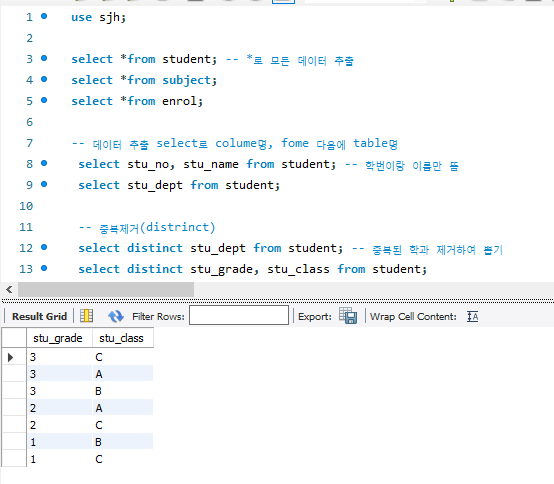 1 use sjh;
2
3 select *from student; -- *로 모든 데이터 추출
4 select *from subject;
5 select *from enrol;
6
7 -- 데이터 추출 select로 colume명, fome 다음에 table명
8 select stu_no, stu_name from student; -- 학번이랑 이름만 뜸
9 select stu_dept from student;
10
11 -- 중복제거(distrinct)
12 select distinct stu_dept from student; -- 중복된 학과 제거하여 뽑기
13 select distinct stu_grade, stu_class from student;
Result Grid Filter Rows: Export: Wrap Cell Content:
stu_grade stu_class
3 C
3 A
3 B
2 A
2 C
1 B
1 C